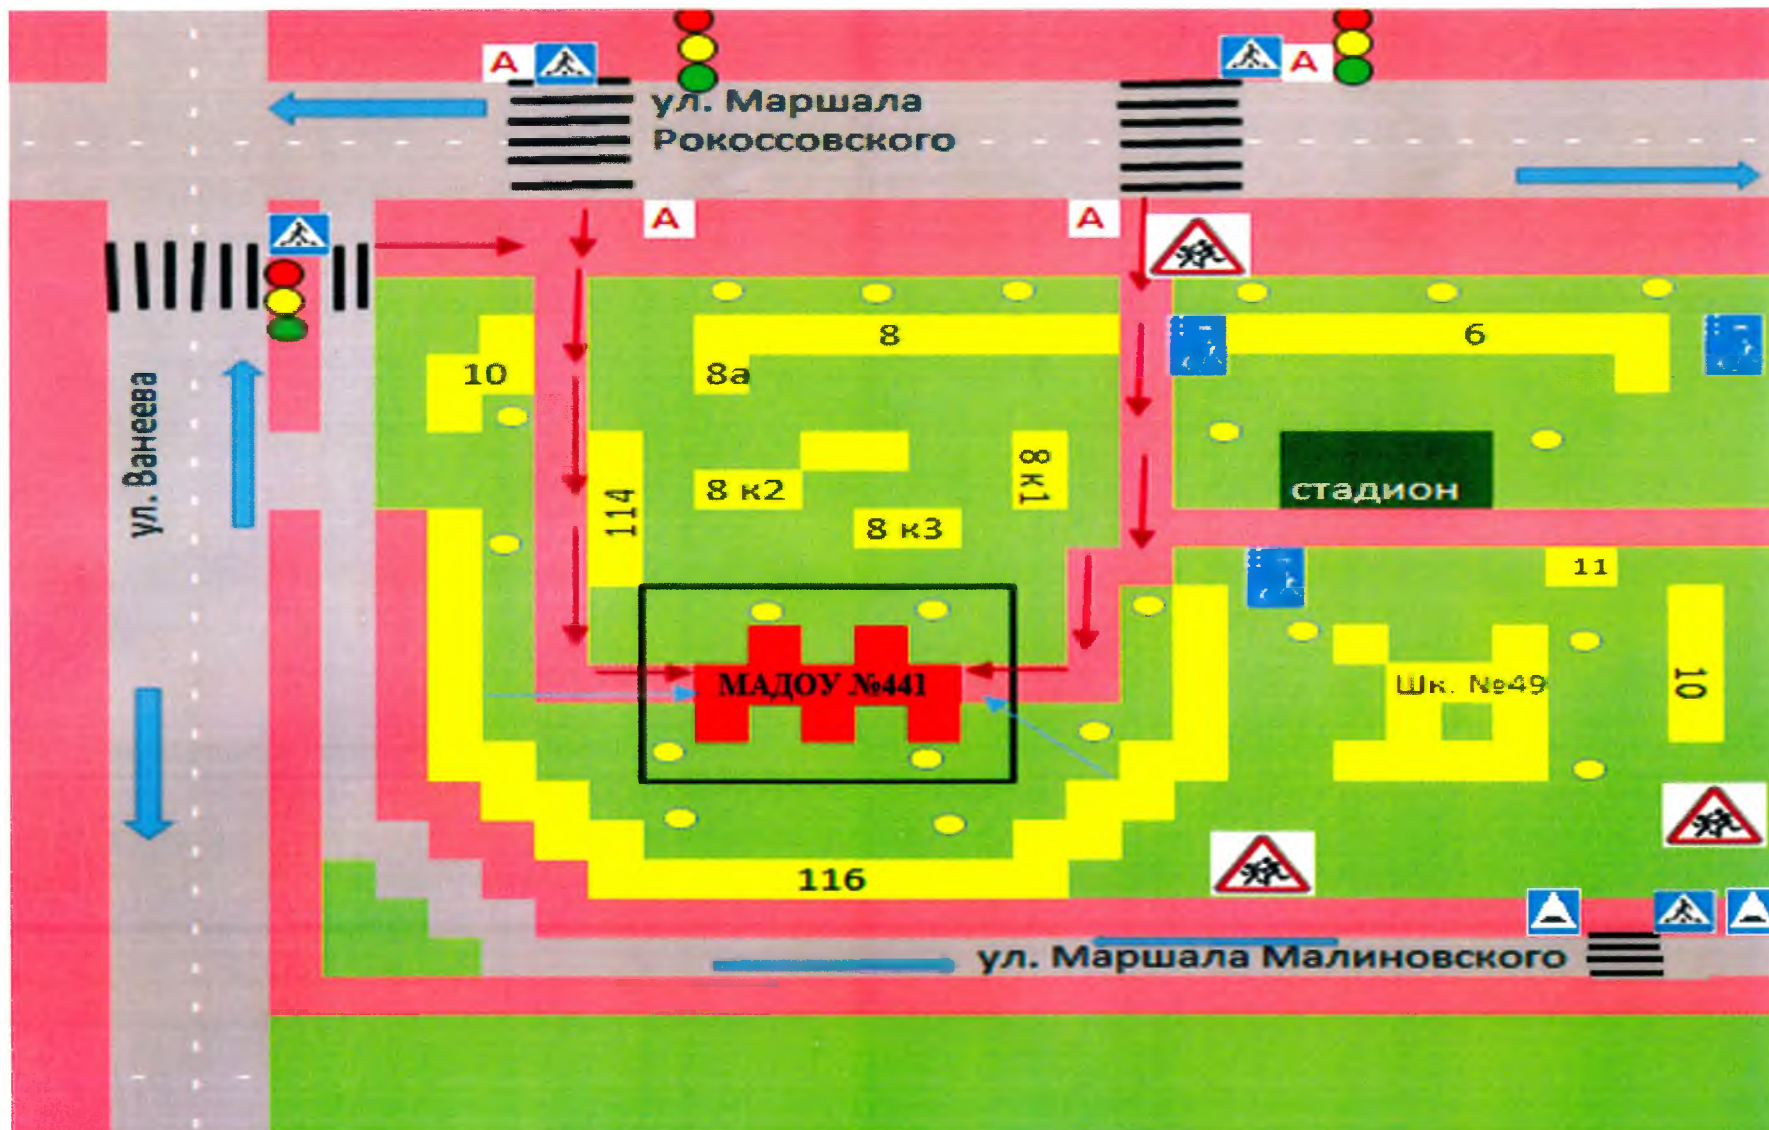 А
А
ул. Маршала
Рокоссовского
А
А
ул. Ванеева
8
6
10
8а
114
8 к2
8 к1
8 к3
стадион
11
МАДОУ №441
Шк. №49
10
116
ул. Маршала Малиновского